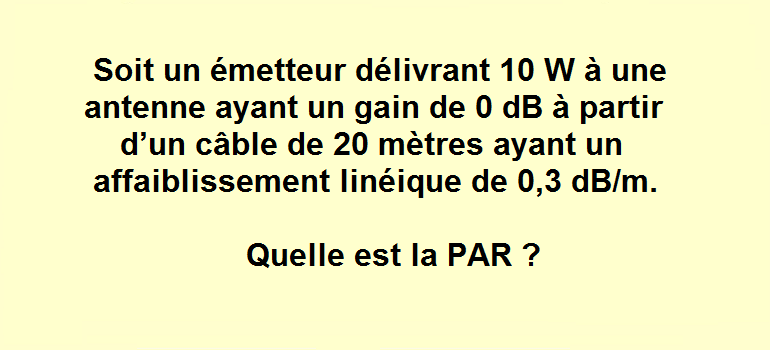 Soit un émetteur délivrant 10 W à une
antenne ayant un gain de 0 dB à partir
d’un câble de 20 mètres ayant un
affaiblissement linéique de 0,3 dB/m.
Quelle est la PAR ?